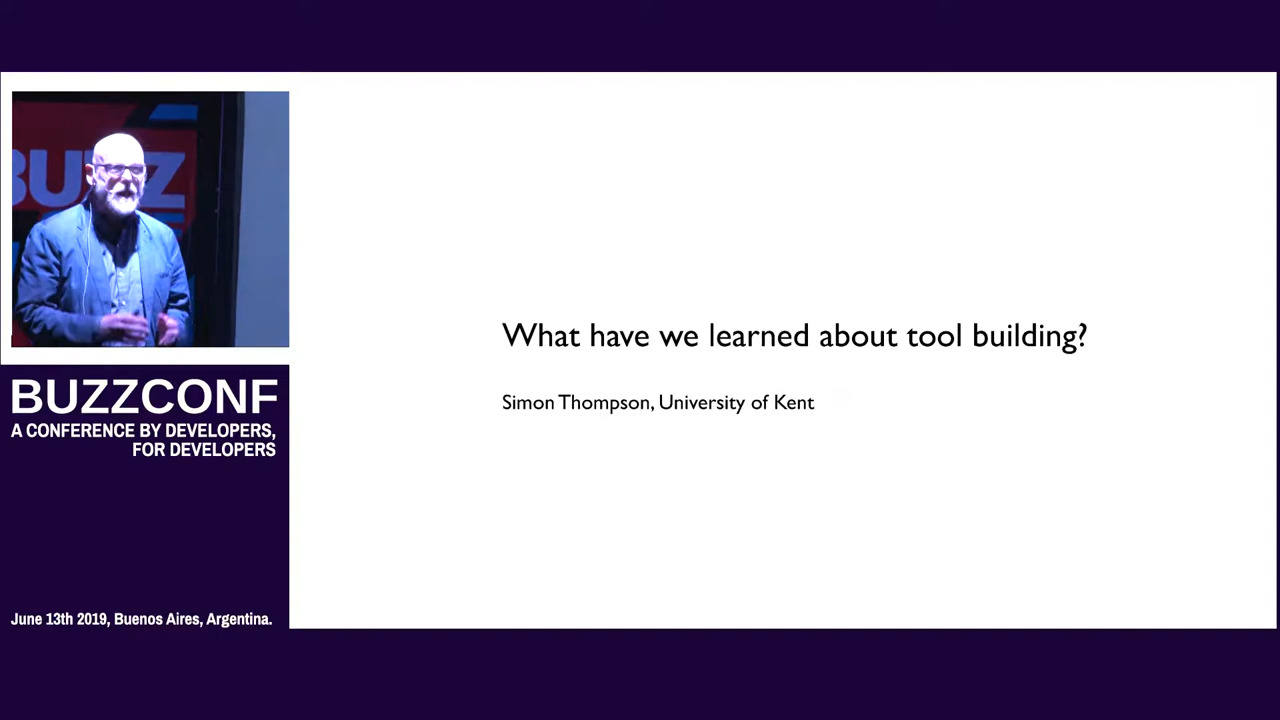 BUZZ
BUZZCONF
A CONFERENCE BY DEVELOPERS,
FOR DEVELOPERS
June 13th 2019, Buenos Aires, Argentina.
What have we learned about tool building?
Simon Thompson, University of Kent